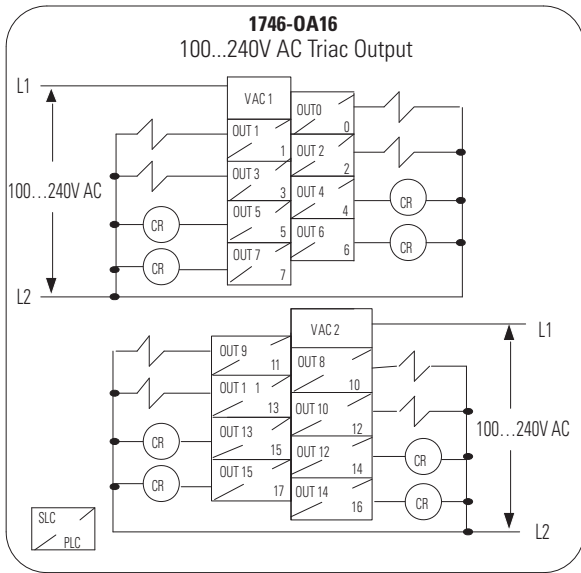 1746-OA16
100...240V AC Triac Output
L1
VAC 1
OUT0
0
OUT 1
1
OUT 2
2
OUT 3
3
OUT 4
4
100...240V AC
CR
OUT 5
5
OUT 6
6
CR
CR
OUT 7
7
CR
L2
VAC 2
L1
OUT 9
11
OUT 8
10
OUT 1 1
13
OUT 10
12
100...240V AC
CR
OUT 13
15
OUT 12
14
CR
CR
OUT 15
17
OUT 14
16
CR
SLC
PLC
L2